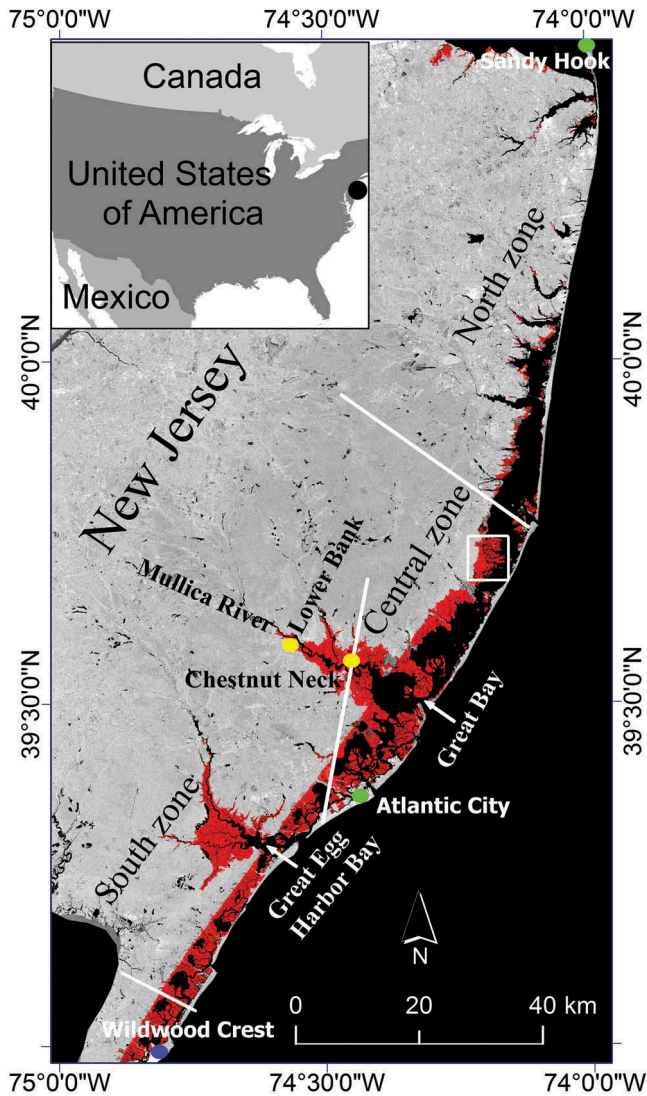 75°0'0"W
74°30'0"W
74°0'0"W
Canada
United States
of America
Mexico
Sandy Hook
North zone
40°0'0"N
40°0'0"N
New Jersey
Central zone
Lower Bank
Mullica River
Chestnut Neck
39°30'0"N
39°30'0"N
Great Bay
Atlantic City
South zone
Great Egg
Harbor Bay
N
0
20
40 km
Wildwood Crest
75°0'0"W
74°30'0"W
74°0'0"W